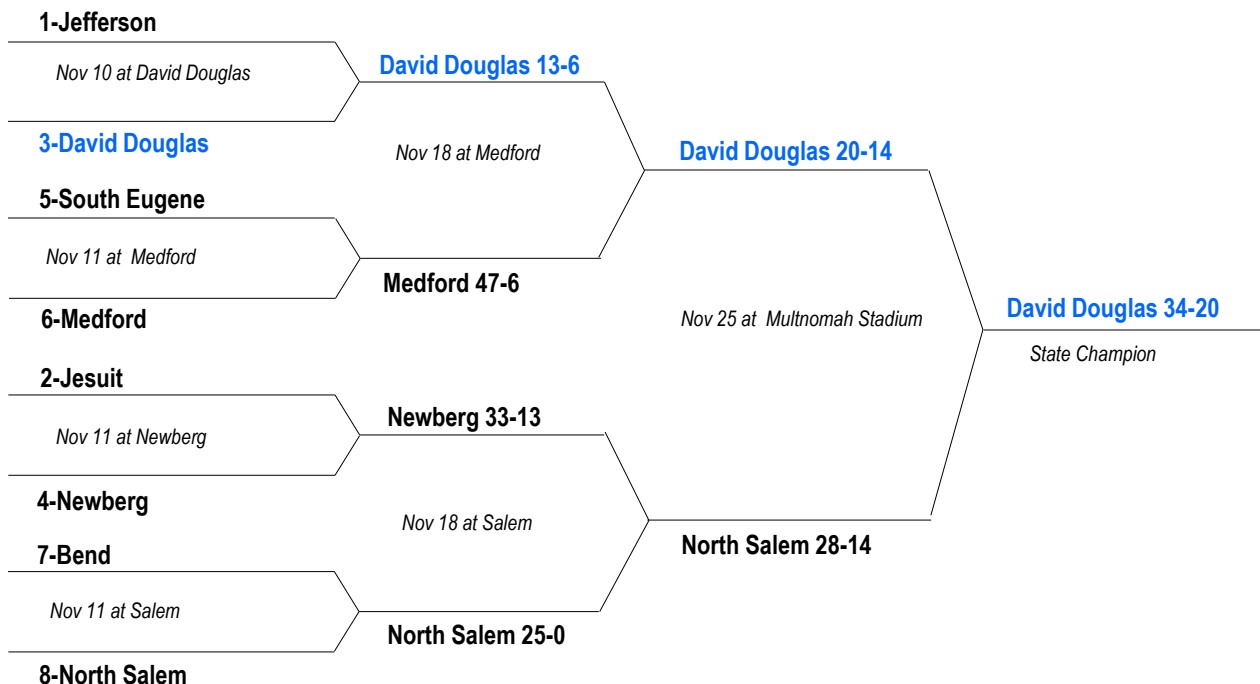 1-Jefferson
Nov 10 at David Douglas
David Douglas 13-6
3-David Douglas
Nov 18 at Medford
David Douglas 20-14
5-South Eugene
Nov 11 at Medford
Medford 47-6
6-Medford
Nov 25 at Multnomah Stadium
David Douglas 34-20
State Champion
2-Jesuit
Nov 11 at Newberg
Newberg 33-13
4-Newberg
Nov 18 at Salem
North Salem 28-14
7-Bend
Nov 11 at Salem
North Salem 25-0
8-North Salem